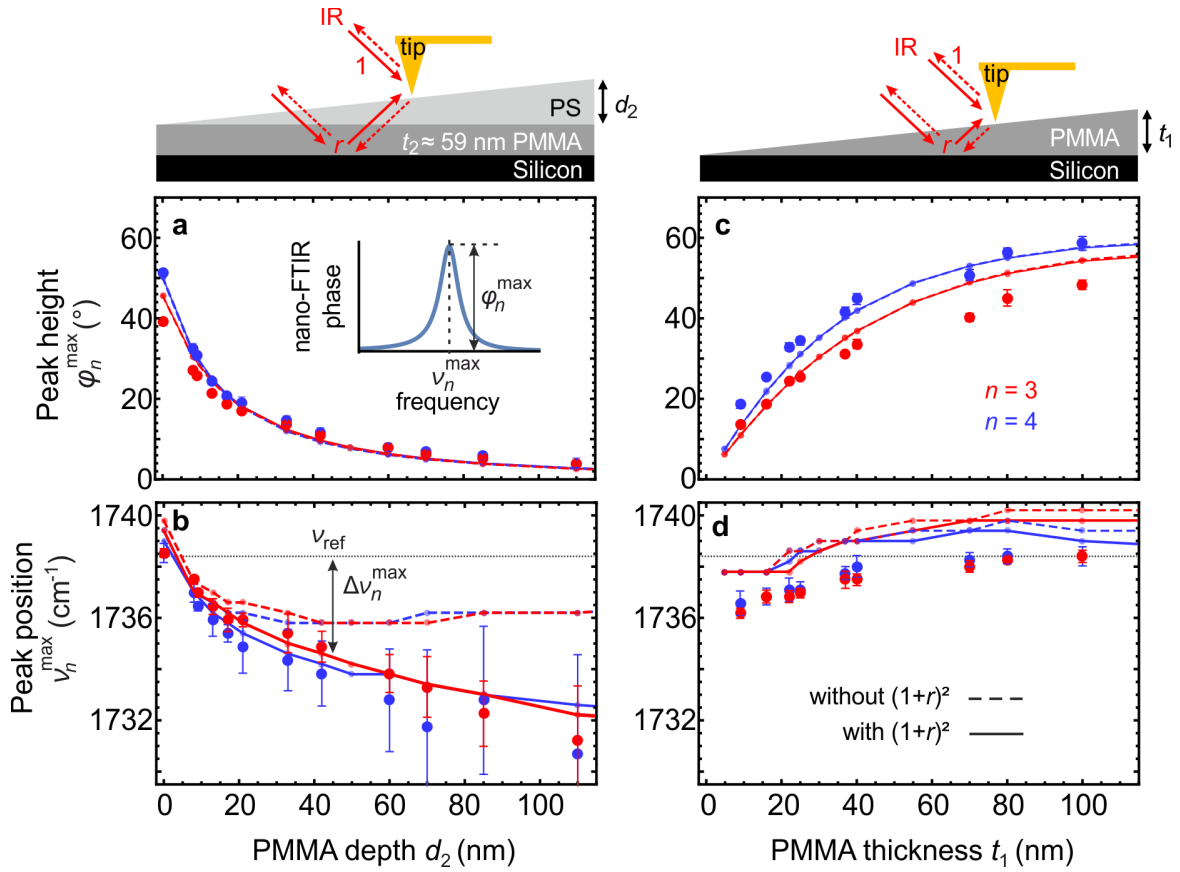 IR
tip
1
PS
d₂
r
t₂ ≈ 59 nm PMMA
Silicon
IR
1
tip
PMMA
t₁
r
Silicon
a
Peak height
φₙᵐᵃˣ (°)
60
40
20
0
nano-FTIR
phase
φₙᵐᵃˣ
νₙᵐᵃˣ
frequency
c
60
40
20
0
n = 3
n = 4
b
Peak position
νₙᵐᵃˣ (cm⁻¹)
1740
1736
1732
ν_ref
Δνₙᵐᵃˣ
0 20 40 60 80 100
PMMA depth d₂ (nm)
d
1740
1736
1732
without (1+r)²
with (1+r)²
0 20 40 60 80 100
PMMA thickness t₁ (nm)